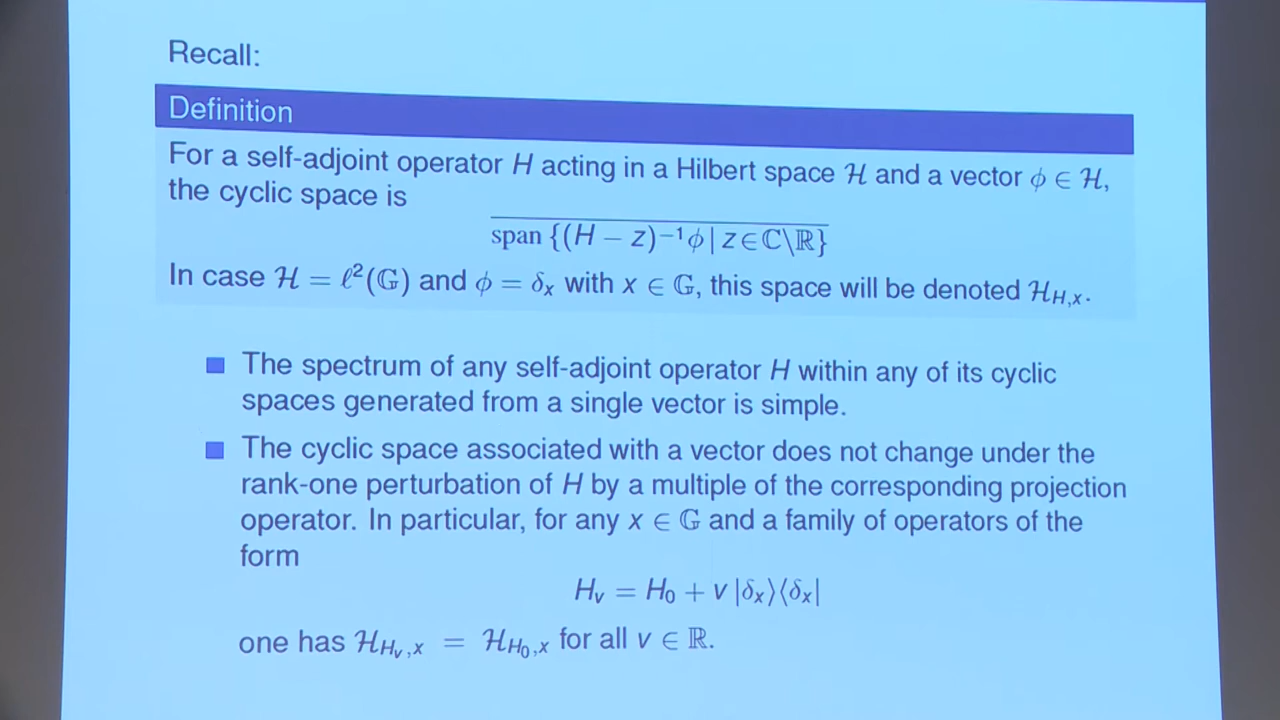 Recall:
Definition
For a self-adjoint operator H acting in a Hilbert space ℋ and a vector ϕ ∈ ℋ,
the cyclic space is
span {(H − z)⁻¹ϕ | z∈ℂ\ℝ}
In case ℋ = ℓ²(𝔾) and ϕ = δₓ with x ∈ 𝔾, this space will be denoted ℋ_{H,x}.
The spectrum of any self-adjoint operator H within any of its cyclic
spaces generated from a single vector is simple.
The cyclic space associated with a vector does not change under the
rank-one perturbation of H by a multiple of the corresponding projection
operator. In particular, for any x ∈ 𝔾 and a family of operators of the
form
Hᵥ = H₀ + v |δₓ⟩⟨δₓ|
one has ℋ_{Hᵥ,x} = ℋ_{H₀,x} for all v ∈ ℝ.